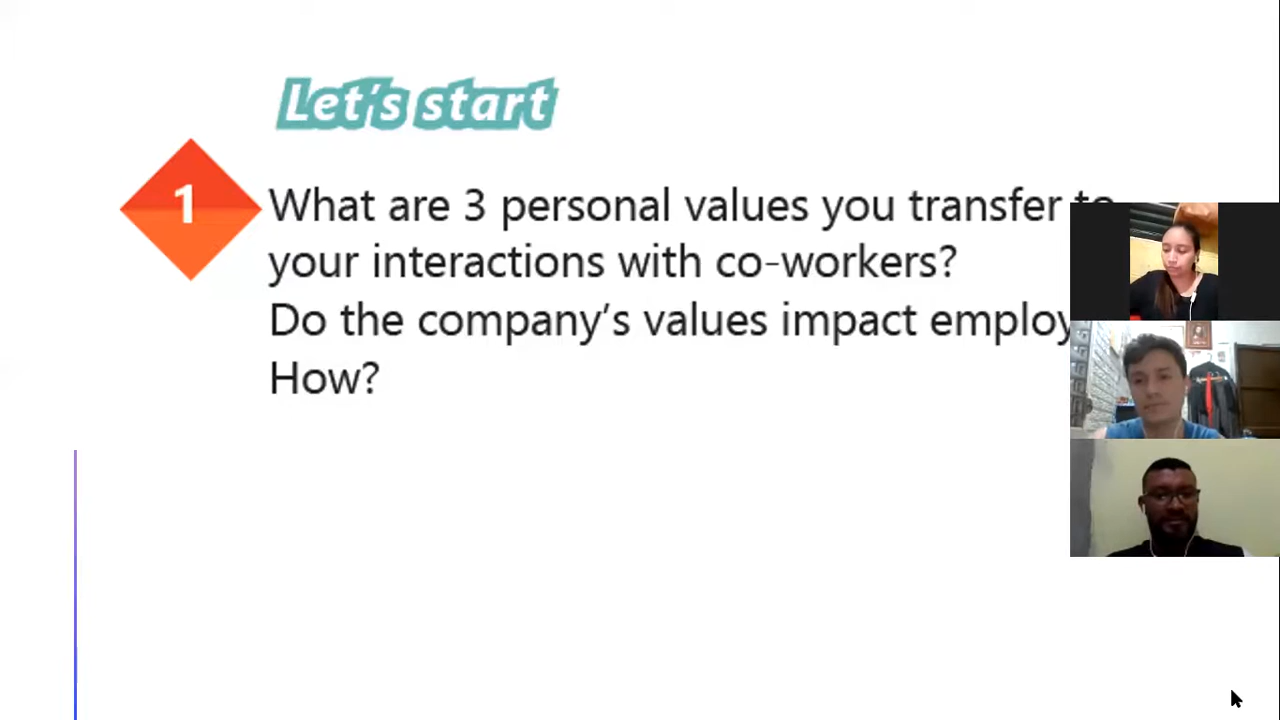 Let's start
1
What are 3 personal values you transfer to
your interactions with co-workers?
Do the company's values impact employ
How?